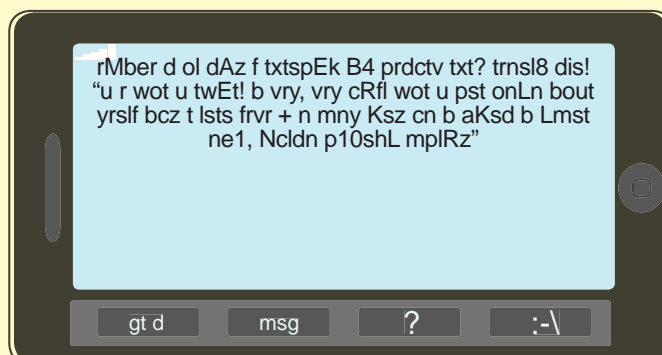 rMber d ol dAz f txtspEk B4 prdctv txt? trnsl8 dis!
“u r wot u twEt! b vry, vry cRfl wot u pst onLn bout
yrslf bcz t lsts frvr + n mny Ksz cn b aKsd b Lmst
ne1, Ncldn p10shL mplRz”
gt d
msg
?
:-\